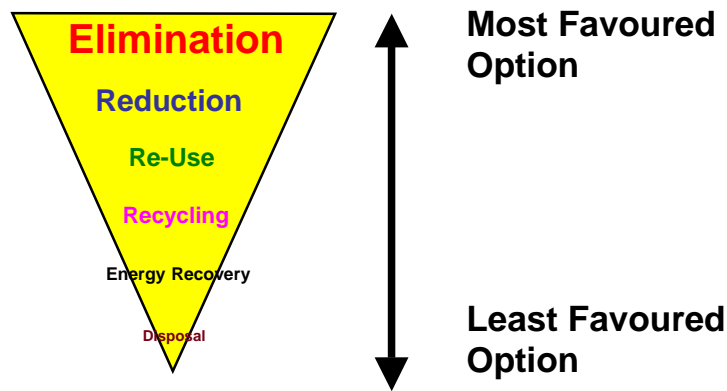 Elimination
Reduction
Re-Use
Recycling
Energy Recovery
Disposal
Most Favoured
Option
Least Favoured
Option